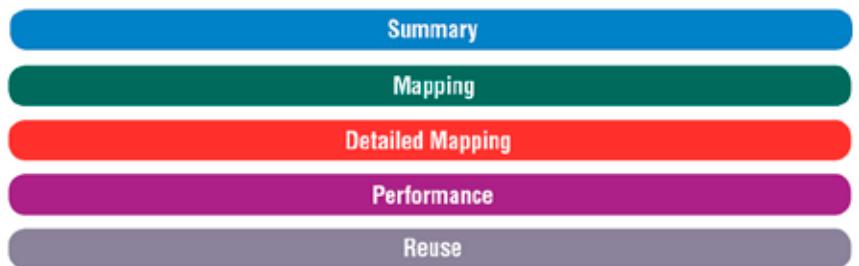 Summary
Mapping
Detailed Mapping
Performance
Reuse